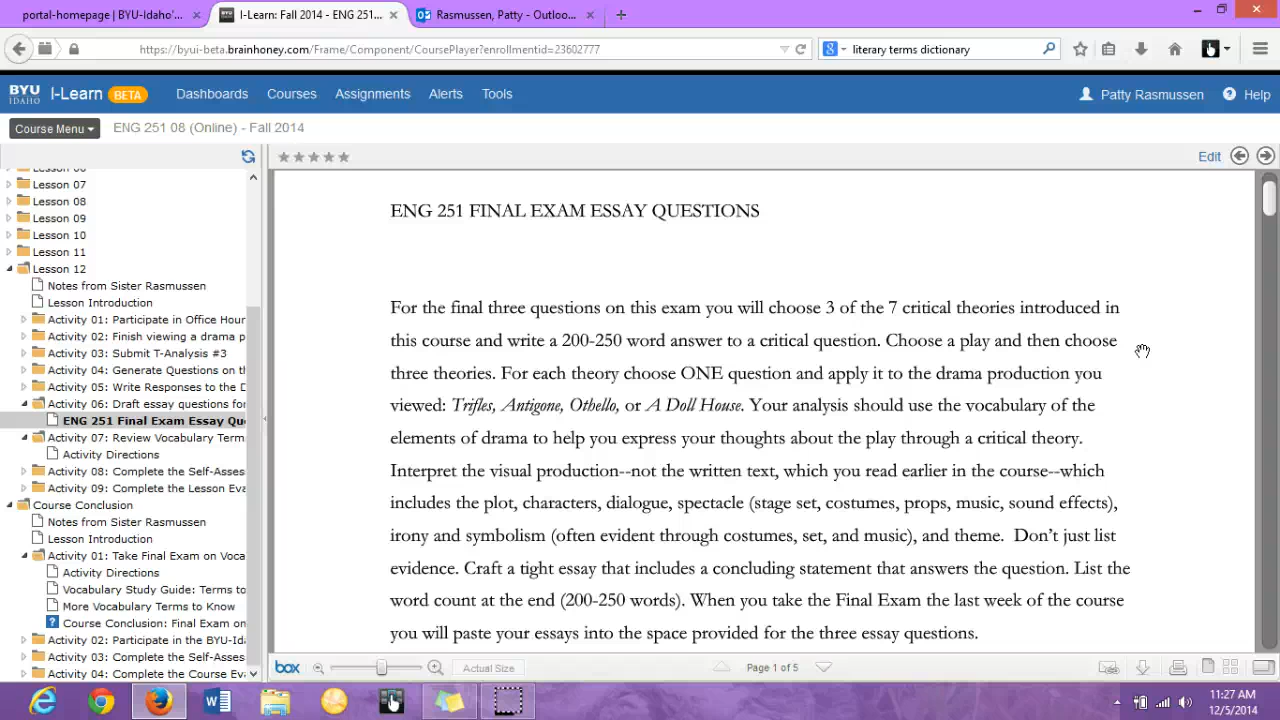 portal-homepage | BYU-Idaho'...
I-Learn: Fall 2014 - ENG 251...
Rasmussen, Patty - Outloo...
https://byui-beta.brainhoney.com/Frame/Component/CoursePlayer?enrollmentid=23602777
literary terms dictionary
BYU IDAHO I-Learn BETA Dashboards Courses Assignments Alerts Tools Patty Rasmussen Help
Course Menu ENG 251 08 (Online) - Fall 2014
Edit
Lesson 06
Lesson 07
Lesson 08
Lesson 09
Lesson 10
Lesson 11
Lesson 12
Notes from Sister Rasmussen
Lesson Introduction
Activity 01: Participate in Office Hour
Activity 02: Finish viewing a drama p
Activity 03: Submit T-Analysis #3
Activity 04: Generate Questions on th
Activity 05: Write Responses to the D
Activity 06: Draft essay questions for
ENG 251 Final Exam Essay Qu
Activity 07: Review Vocabulary Term
Activity Directions
Activity 08: Complete the Self-Asses
Activity 09: Complete the Lesson Eva
Course Conclusion
Notes from Sister Rasmussen
Lesson Introduction
Activity 01: Take Final Exam on Voca
Activity Directions
Vocabulary Study Guide: Terms to
More Vocabulary Terms to Know
Course Conclusion: Final Exam on
Activity 02: Participate in the BYU-Id
Activity 03: Complete the Self-Asses
Activity 04: Complete the Course Eva
ENG 251 FINAL EXAM ESSAY QUESTIONS
For the final three questions on this exam you will choose 3 of the 7 critical theories introduced in
this course and write a 200-250 word answer to a critical question. Choose a play and then choose
three theories. For each theory choose ONE question and apply it to the drama production you
viewed: Trifles, Antigone, Othello, or A Doll House. Your analysis should use the vocabulary of the
elements of drama to help you express your thoughts about the play through a critical theory.
Interpret the visual production--not the written text, which you read earlier in the course--which
includes the plot, characters, dialogue, spectacle (stage set, costumes, props, music, sound effects),
irony and symbolism (often evident through costumes, set, and music), and theme.  Don't just list
evidence. Craft a tight essay that includes a concluding statement that answers the question. List the
word count at the end (200-250 words). When you take the Final Exam the last week of the course
you will paste your essays into the space provided for the three essay questions.
box Actual Size Page 1 of 5
11:27 AM
12/5/2014